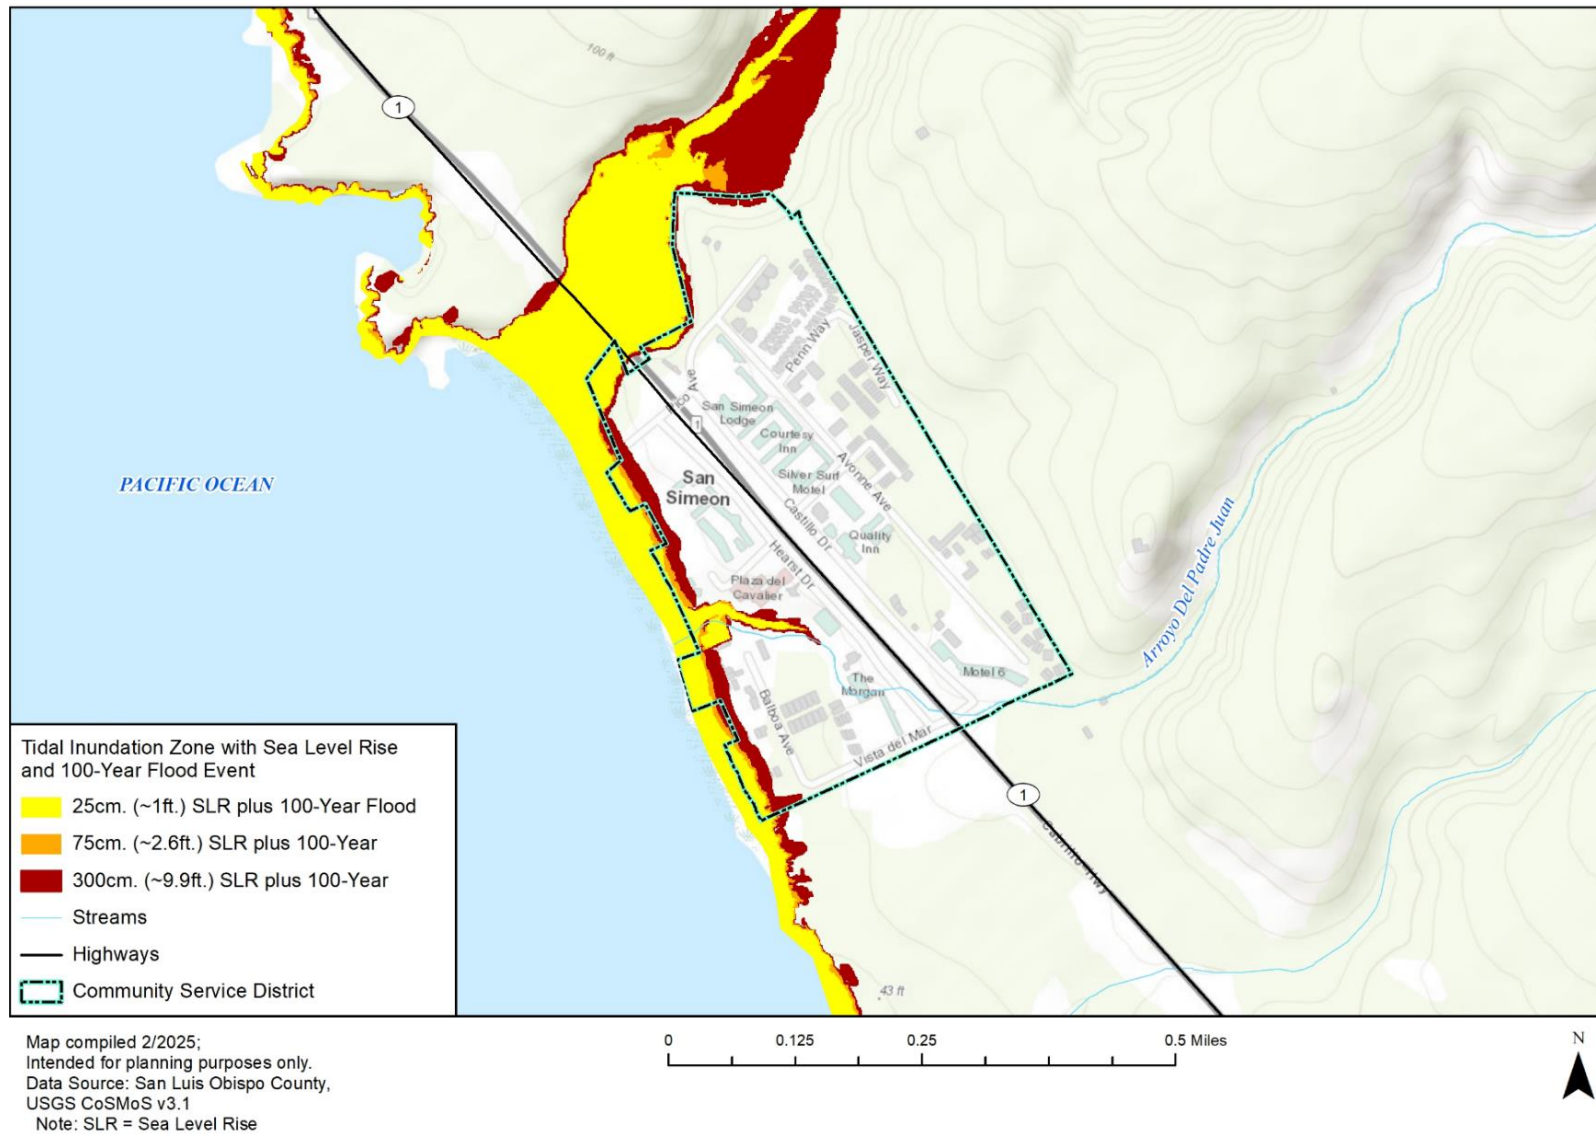 100 ft
1
Pico Ave
1
Penn Way
Jasper Way
San Simeon
Lodge
Courtesy
Inn
Silver Surf
Motel
Avonne Ave
San
Simeon
Castillo Dr
Quality
Inn
Hearst Dr
Plaza del
Cavalier
PACIFIC OCEAN
Arroyo Del Padre Juan
The
Morgan
Motel 6
Balboa Ave
Vista del Mar
1
Cabrillo Hwy
43 ft
Tidal Inundation Zone with Sea Level Rise
and 100-Year Flood Event
25cm. (~1ft.) SLR plus 100-Year Flood
75cm. (~2.6ft.) SLR plus 100-Year
300cm. (~9.9ft.) SLR plus 100-Year
Streams
Highways
Community Service District
Map compiled 2/2025;
Intended for planning purposes only.
Data Source: San Luis Obispo County,
USGS CoSMoS v3.1
Note: SLR = Sea Level Rise
0 0.125 0.25 0.5 Miles
N